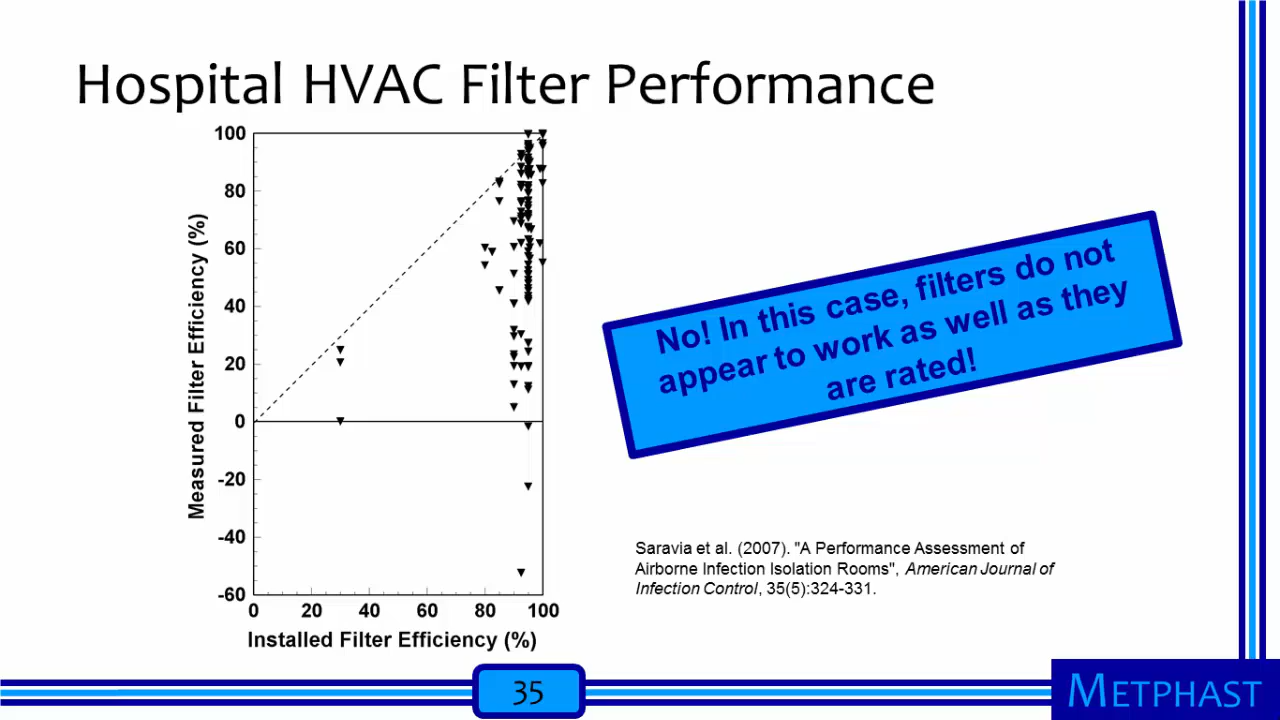 Hospital HVAC Filter Performance
100
80
60
40
20
0
-20
-40
-60
Measured Filter Efficiency (%)
0 20 40 60 80 100
Installed Filter Efficiency (%)
No! In this case, filters do not
appear to work as well as they
are rated!
Saravia et al. (2007). "A Performance Assessment of
Airborne Infection Isolation Rooms", American Journal of
Infection Control, 35(5):324-331.
35
METPHAST